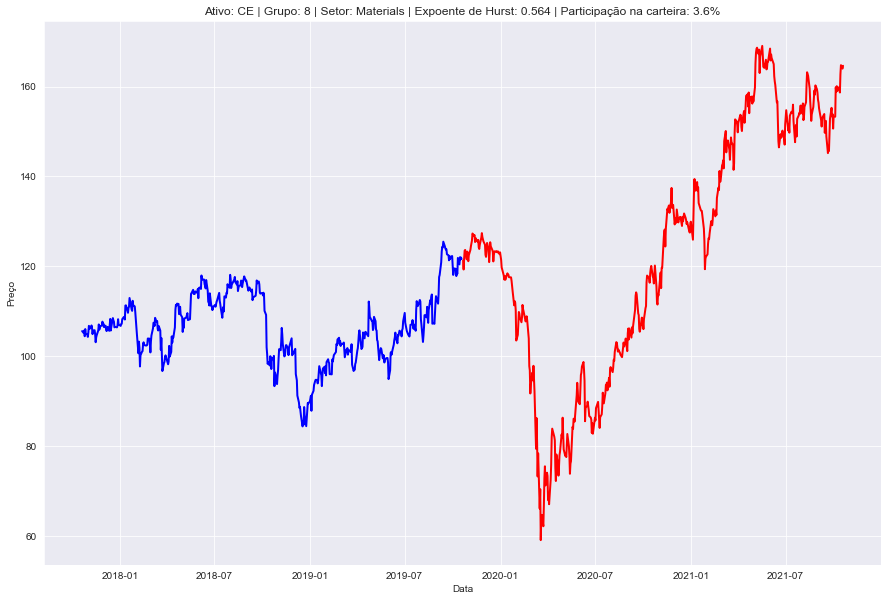 Ativo: CE | Grupo: 8 | Setor: Materials | Expoente de Hurst: 0.564 | Participação na carteira: 3.6%
Preço
160
140
120
100
80
60
2018-01 2018-07 2019-01 2019-07 2020-01 2020-07 2021-01 2021-07
Data